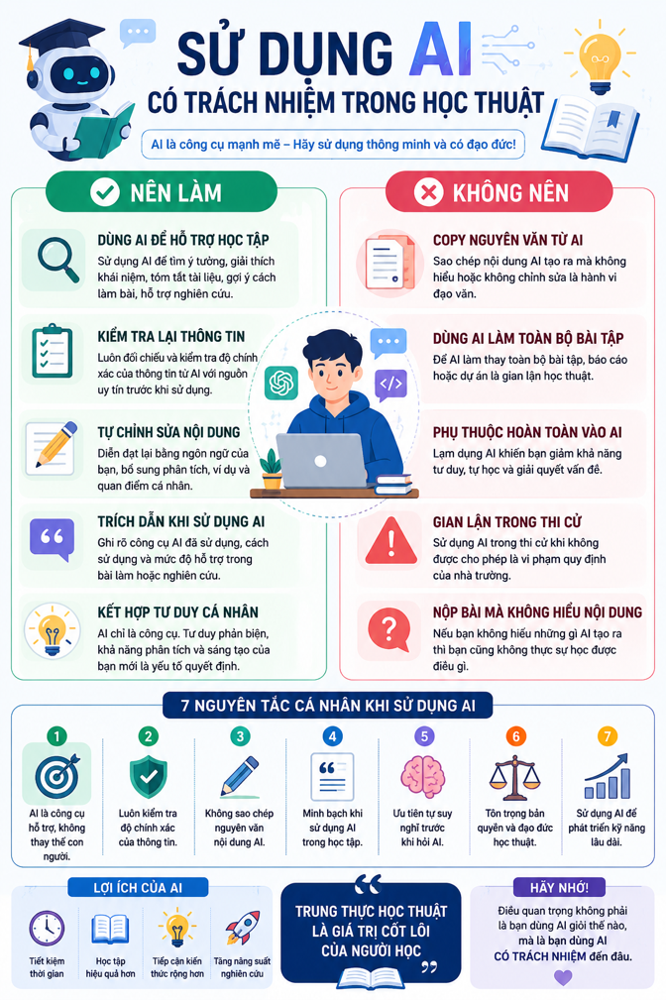 SỬ DỤNG AI
CÓ TRÁCH NHIỆM TRONG HỌC THUẬT
AI là công cụ mạnh mẽ – Hãy sử dụng thông minh và có đạo đức!
NÊN LÀM
DÙNG AI ĐỂ HỖ TRỢ HỌC TẬP
Sử dụng AI để tìm ý tưởng, giải thích
khái niệm, tóm tắt tài liệu, gợi ý cách
làm bài, hỗ trợ nghiên cứu.
KIỂM TRA LẠI THÔNG TIN
Luôn đối chiếu và kiểm tra độ chính
xác của thông tin từ AI với nguồn
uy tín trước khi sử dụng.
TỰ CHỈNH SỬA NỘI DUNG
Diễn đạt lại bằng ngôn ngữ của
bạn, bổ sung phân tích, ví dụ và
quan điểm cá nhân.
TRÍCH DẪN KHI SỬ DỤNG AI
Ghi rõ công cụ AI đã sử dụng, cách
sử dụng và mức độ hỗ trợ trong
bài làm hoặc nghiên cứu.
KẾT HỢP TƯ DUY CÁ NHÂN
AI chỉ là công cụ. Tư duy phản biện,
khả năng phân tích và sáng tạo của
bạn mới là yếu tố quyết định.
KHÔNG NÊN
COPY NGUYÊN VĂN TỪ AI
Sao chép nội dung AI tạo ra mà không
hiểu hoặc không chỉnh sửa là hành vi
đạo văn.
DÙNG AI LÀM TOÀN BỘ BÀI TẬP
Để AI làm thay toàn bộ bài tập, báo cáo
hoặc dự án là gian lận học thuật.
PHỤ THUỘC HOÀN TOÀN VÀO AI
Lạm dụng AI khiến bạn giảm khả năng
tư duy, tự học và giải quyết vấn đề.
GIAN LẬN TRONG THI CỬ
Sử dụng AI trong thi cử khi không
được cho phép là vi phạm quy định
của nhà trường.
NỘP BÀI MÀ KHÔNG HIỂU NỘI DUNG
Nếu bạn không hiểu những gì AI tạo ra
thì bạn cũng không thực sự học được
điều gì.
</>
7 NGUYÊN TẮC CÁ NHÂN KHI SỬ DỤNG AI
1
AI là công cụ
hỗ trợ, không
thay thế con
người.
2
Luôn kiểm tra
độ chính xác
của thông tin.
3
Không sao chép
nguyên văn
nội dung AI.
4
Minh bạch khi
sử dụng AI
trong học tập.
5
Ưu tiên tự suy
nghĩ trước
khi hỏi AI.
6
Tôn trọng bản
quyền và đạo đức
học thuật.
7
Sử dụng AI để
phát triển kỹ năng
lâu dài.
LỢI ÍCH CỦA AI
Tiết kiệm
thời gian
Học tập
hiệu quả hơn
Tiếp cận kiến
thức rộng hơn
Tăng năng suất
nghiên cứu
TRUNG THỰC HỌC THUẬT
LÀ GIÁ TRỊ CỐT LÕI
CỦA NGƯỜI HỌC
HÃY NHỚ!
Điều quan trọng không phải
là bạn dùng AI giỏi thế nào,
mà là bạn dùng AI
CÓ TRÁCH NHIỆM đến đâu.